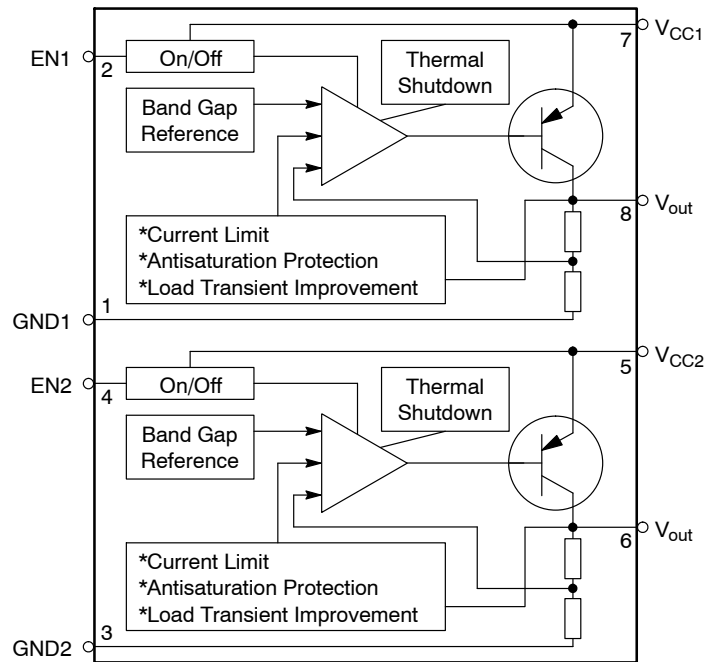 VCC1
7
EN1
2
On/Off
Thermal
Shutdown
Band Gap
Reference
Vout
8
*Current Limit
*Antisaturation Protection
*Load Transient Improvement
1
GND1
VCC2
5
EN2
4
On/Off
Thermal
Shutdown
Band Gap
Reference
Vout
6
*Current Limit
*Antisaturation Protection
*Load Transient Improvement
3
GND2